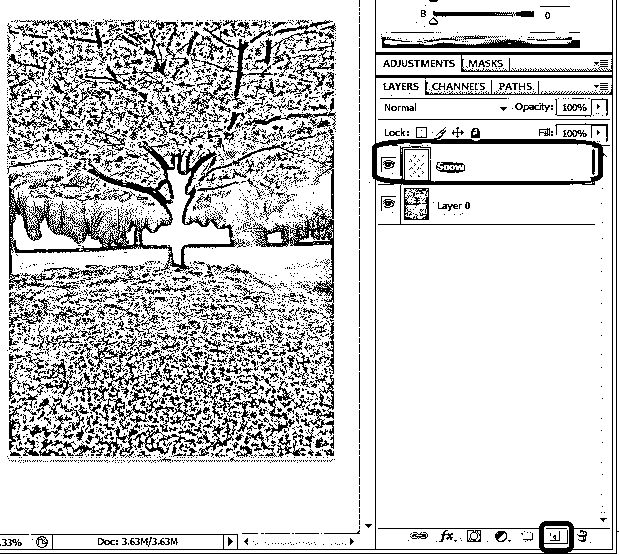 B 0
ADJUSTMENTS MASKS
LAYERS CHANNELS PATHS
Normal Opacity: 100%
Lock: Fill: 100%
Snow
Layer 0
.33% Doc: 3.63M/3.63M
fx.